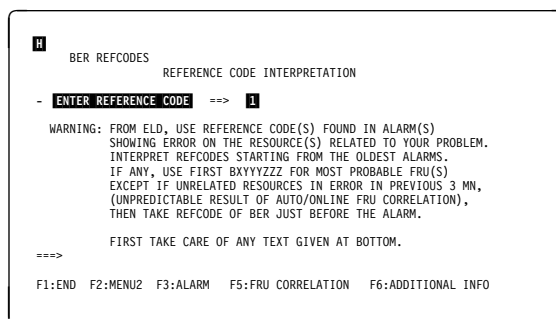 H
BER REFCODES
REFERENCE CODE INTERPRETATION
- ENTER REFERENCE CODE ==> 1
WARNING: FROM ELD, USE REFERENCE CODE(S) FOUND IN ALARM(S)
SHOWING ERROR ON THE RESOURCE(S) RELATED TO YOUR PROBLEM.
INTERPRET REFCODES STARTING FROM THE OLDEST ALARMS.
IF ANY, USE FIRST BXYYYZZZ FOR MOST PROBABLE FRU(S)
EXCEPT IF UNRELATED RESOURCES IN ERROR IN PREVIOUS 3 MN,
(UNPREDICTABLE RESULT OF AUTO/ONLINE FRU CORRELATION),
THEN TAKE REFCODE OF BER JUST BEFORE THE ALARM.
FIRST TAKE CARE OF ANY TEXT GIVEN AT BOTTOM.
===>
F1:END F2:MENU2 F3:ALARM F5:FRU CORRELATION F6:ADDITIONAL INFO